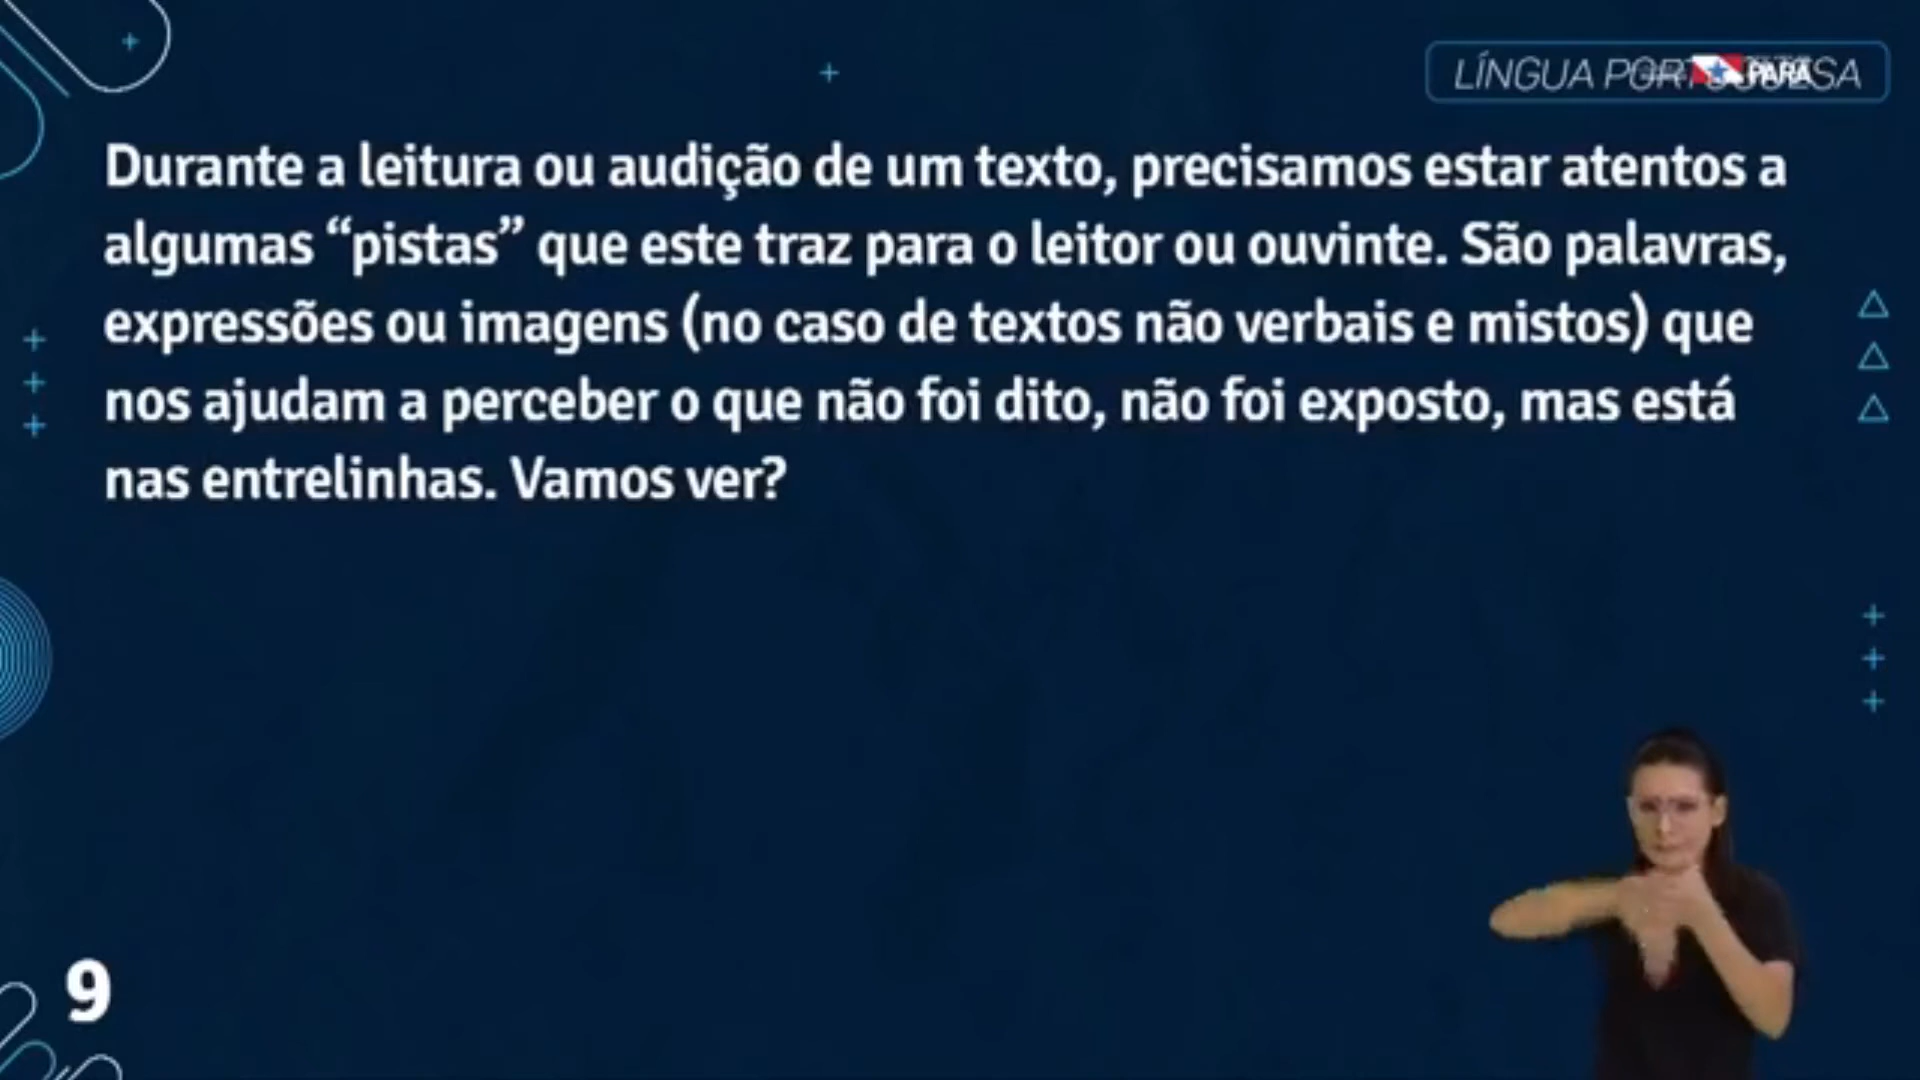 LÍNGUA PORTUGUESA
PARÁ
Durante a leitura ou audição de um texto, precisamos estar atentos a
algumas “pistas” que este traz para o leitor ou ouvinte. São palavras,
expressões ou imagens (no caso de textos não verbais e mistos) que
nos ajudam a perceber o que não foi dito, não foi exposto, mas está
nas entrelinhas. Vamos ver?
9